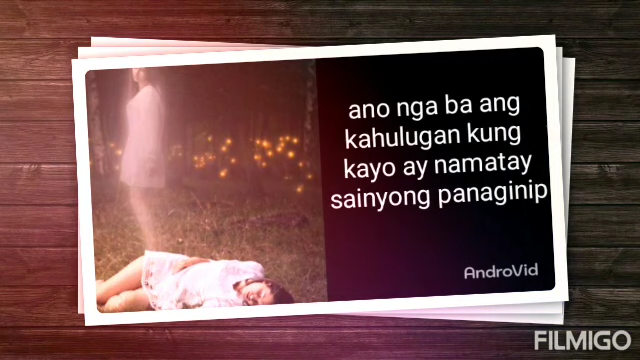 ano nga ba ang
kahulugan kung
kayo ay namatay
sainyong panaginip
AndroVid
FILMIGO